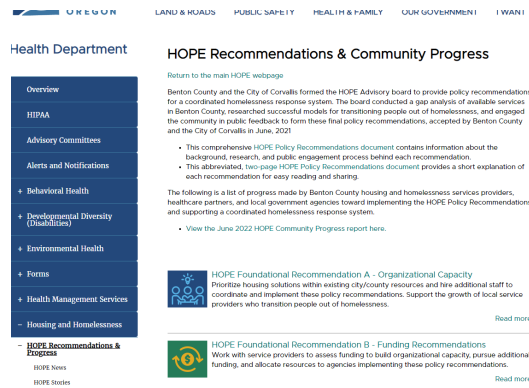 OREGON
LAND & ROADS PUBLIC SAFETY HEALTH & FAMILY OUR GOVERNMENT I WANT
Health Department
Overview
HIPAA
Advisory Committees
Alerts and Notifications
+ Behavioral Health
+ Developmental Diversity
(Disabilities)
+ Environmental Health
+ Forms
+ Health Management Services
– Housing and Homelessness
– HOPE Recommendations &
Progress
HOPE News
HOPE Stories
HOPE Recommendations & Community Progress
Return to the main HOPE webpage
Benton County and the City of Corvallis formed the HOPE Advisory board to provide policy recommendations
for a coordinated homelessness response system. The board conducted a gap analysis of available services
in Benton County, researched successful models for transitioning people out of homelessness, and engaged
the community in public feedback to form these final policy recommendations, accepted by Benton County
and the City of Corvallis in June, 2021
• This comprehensive HOPE Policy Recommendations document contains information about the
background, research, and public engagement process behind each recommendation.
• This abbreviated, two-page HOPE Policy Recommendations document provides a short explanation of
each recommendation for easy reading and sharing.
The following is a list of progress made by Benton County housing and homelessness services providers,
healthcare partners, and local government agencies toward implementing the HOPE Policy Recommendations
and supporting a coordinated homelessness response system.
• View the June 2022 HOPE Community Progress report here.
HOPE Foundational Recommendation A - Organizational Capacity
Prioritize housing solutions within existing city/county resources and hire additional staff to
coordinate and implement these policy recommendations. Support the growth of local service
providers who transition people out of homelessness.
Read more
HOPE Foundational Recommendation B - Funding Recommendations
Work with service providers to assess funding to build organizational capacity, pursue additional
funding, and allocate resources to agencies implementing these policy recommendations.
Read more